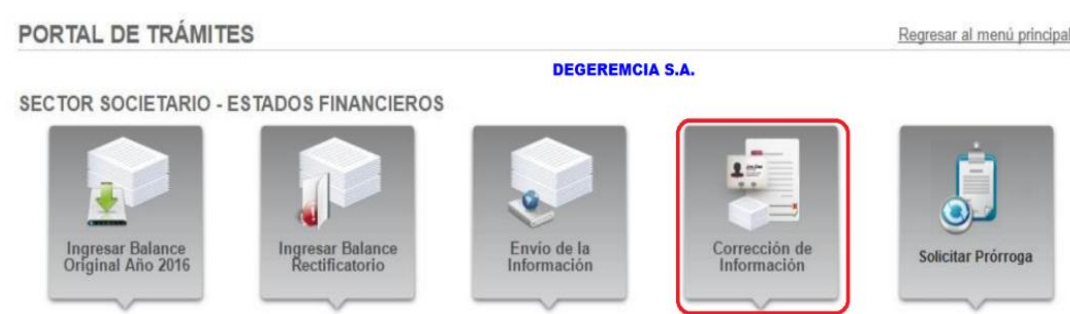 PORTAL DE TRÁMITES
Regresar al menú principal
DEGEREMCIA S.A.
SECTOR SOCIETARIO - ESTADOS FINANCIEROS
Ingresar Balance
Original Año 2016
Ingresar Balance
Rectificatorio
Envío de la
Información
Corrección de
Información
Solicitar Prórroga